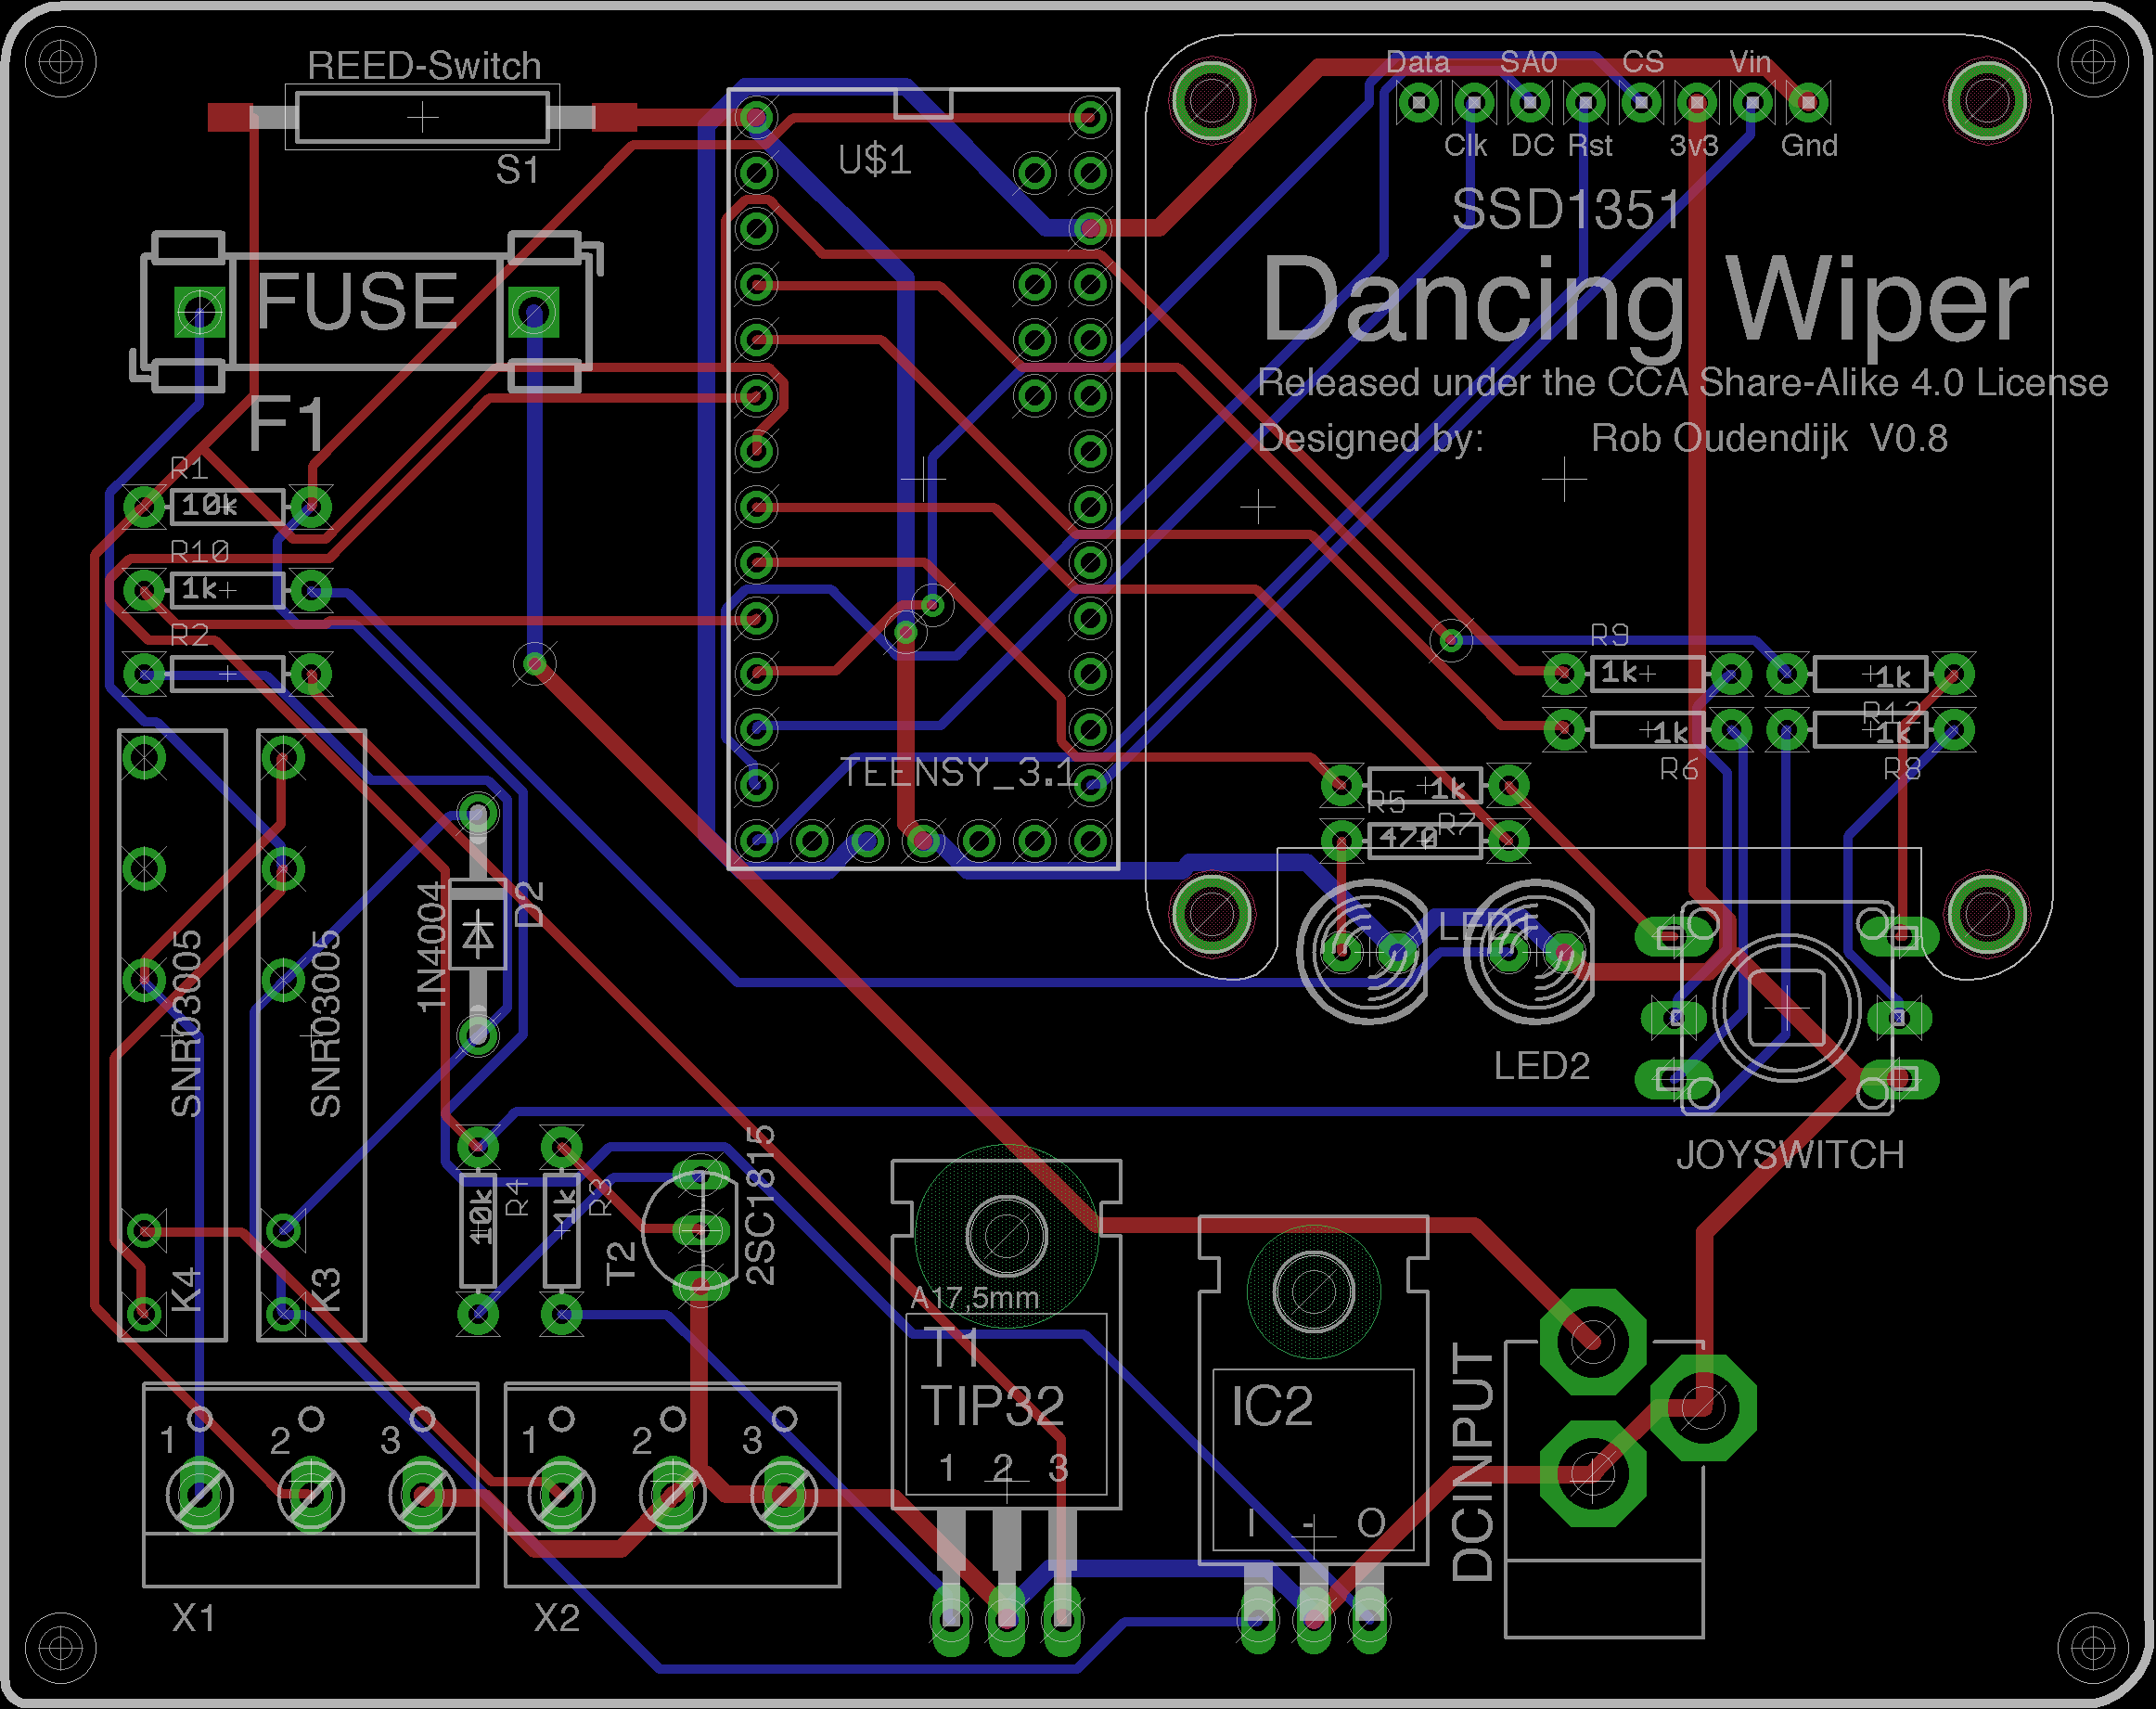 REED-Switch
S1
U$1
Data SA0 CS Vin
Clk DC Rst 3v3 Gnd
SSD1351
Dancing Wiper
Released under the CCA Share-Alike 4.0 License
Designed by: Rob Oudendijk V0.8
FUSE
F1
R1
10k
R10
1k
R2
TEENSY_3.1
R9
1k
1k
R12
1k
R6
1k
R8
1k
R5
R7
470
LED1
LED2
JOYSWITCH
1N4004
D2
SNR03005
K4
SNR03005
K3
10k
R4
1k
R3
T2
2SC1815
A17,5mm
T1
TIP32
1 2 3
IC2
I - O
DCINPUT
1 2 3
X1
1 2 3
X2